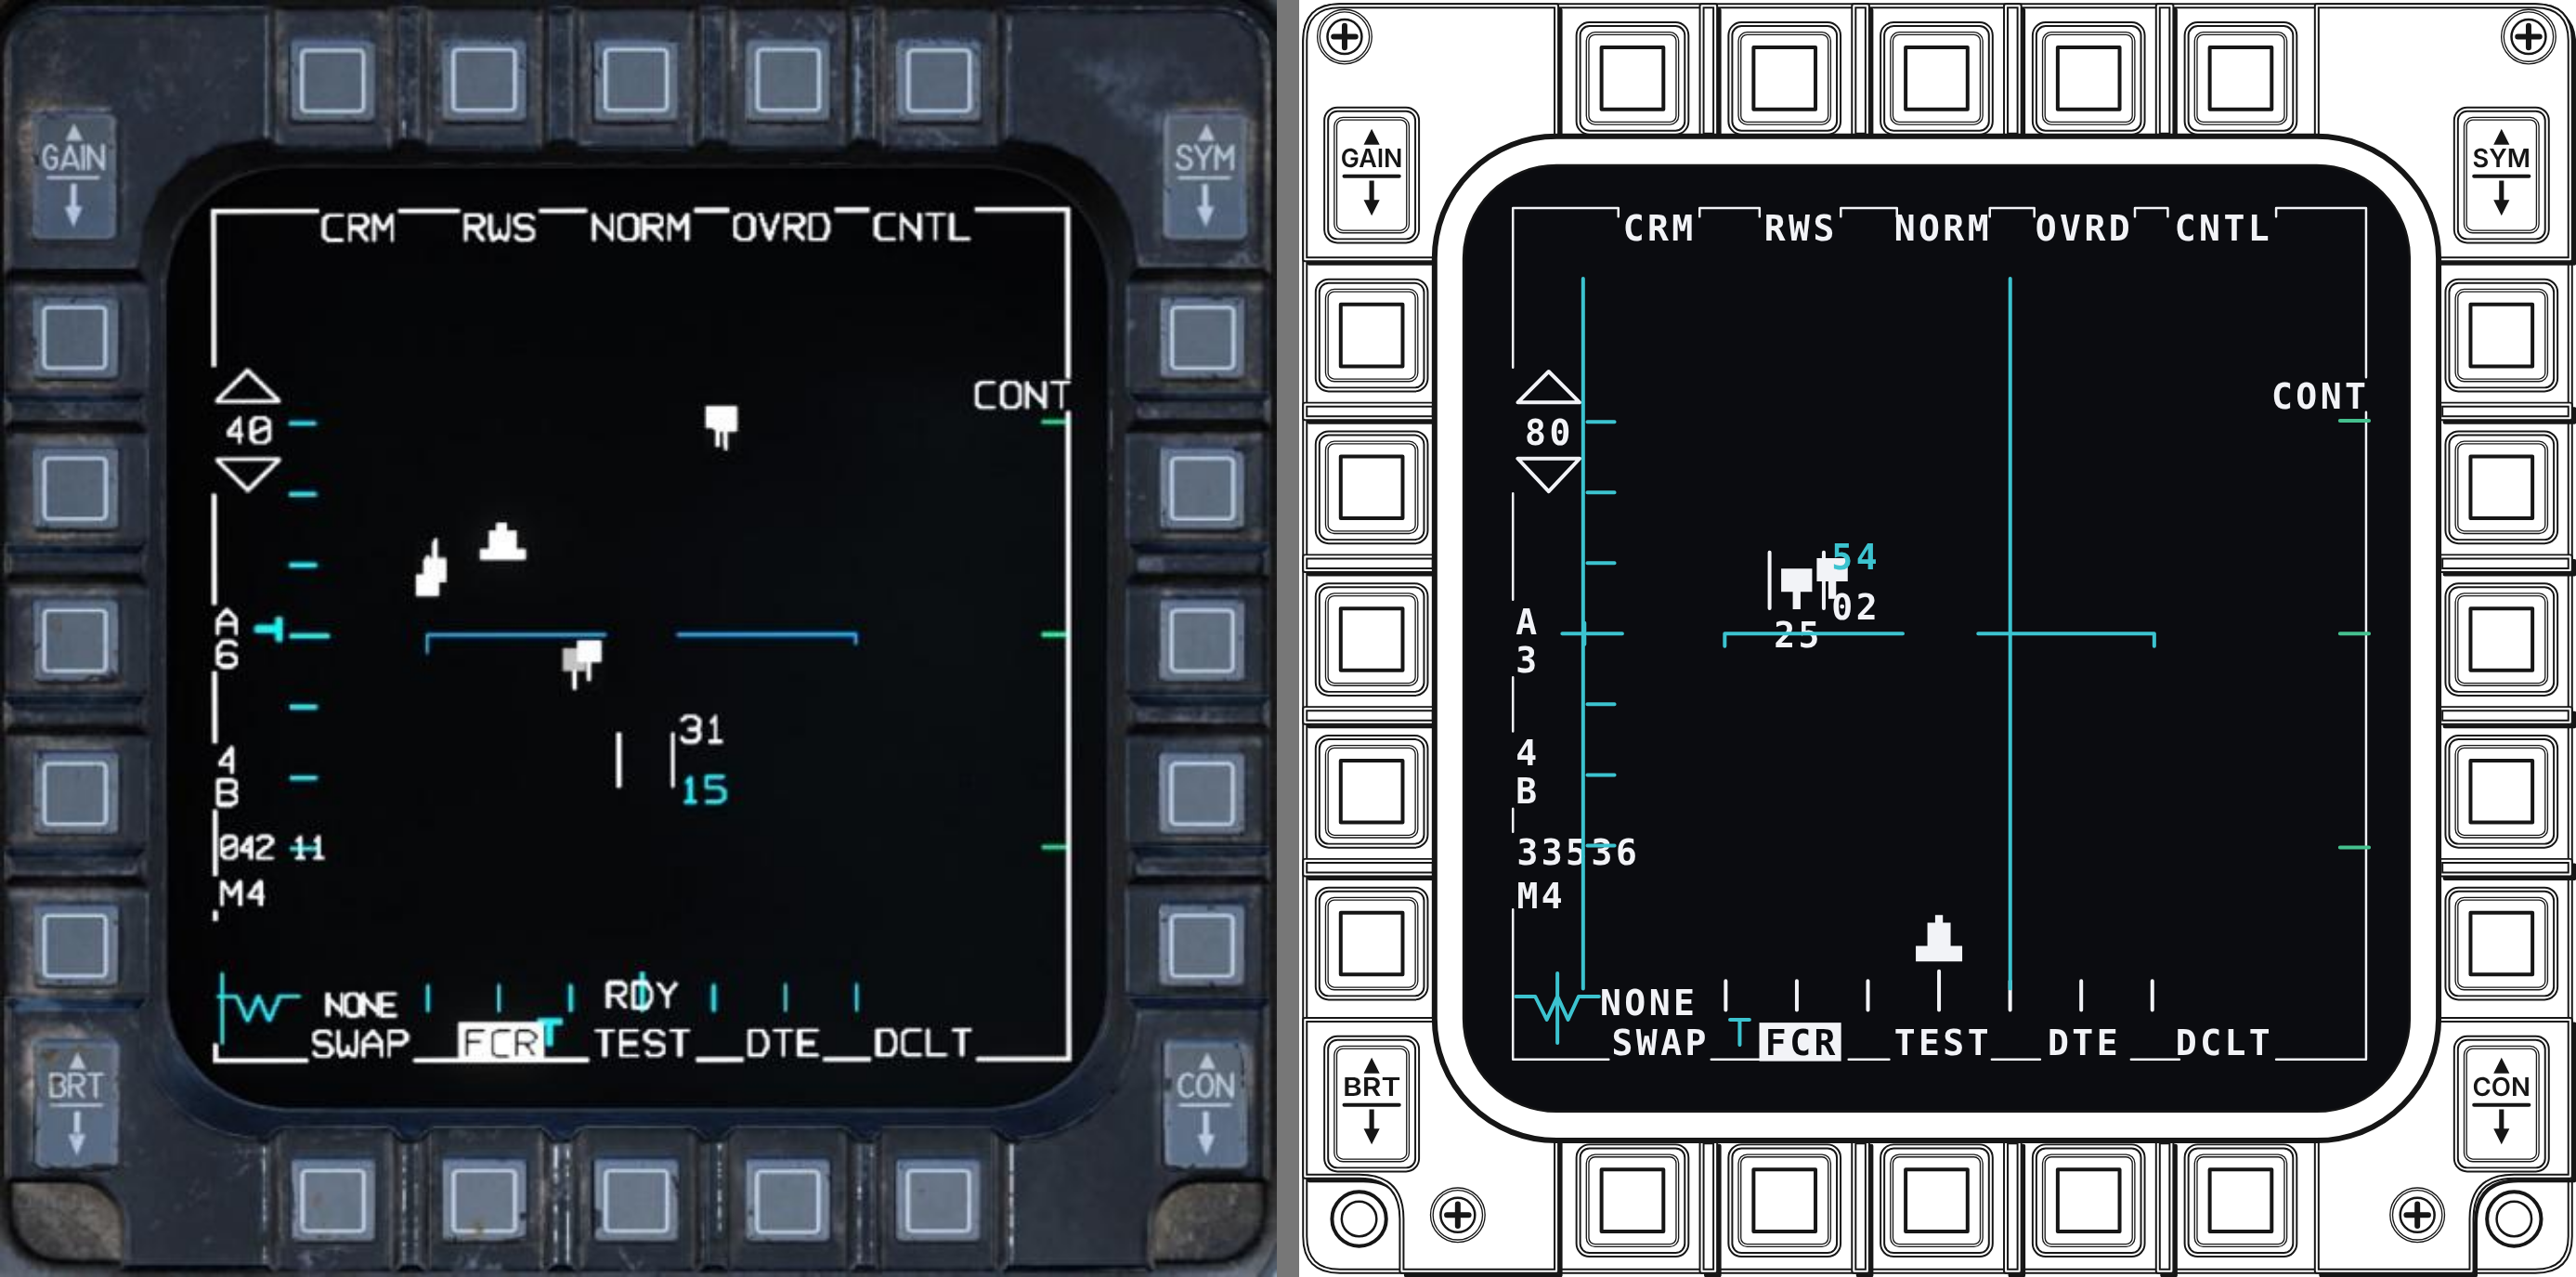 GAIN
SYM
CRM RWS NORM OVRD CNTL
CONT
40
A
6
31
4
B
15
042 11
M4
NONE
RDY
SWAP FCR T TEST DTE DCLT
BRT
CON
GAIN
SYM
CRM RWS NORM OVRD CNTL
CONT
80
54
02
A
3
25
4
B
33536
M4
NONE
SWAP T FCR TEST DTE DCLT
BRT
CON